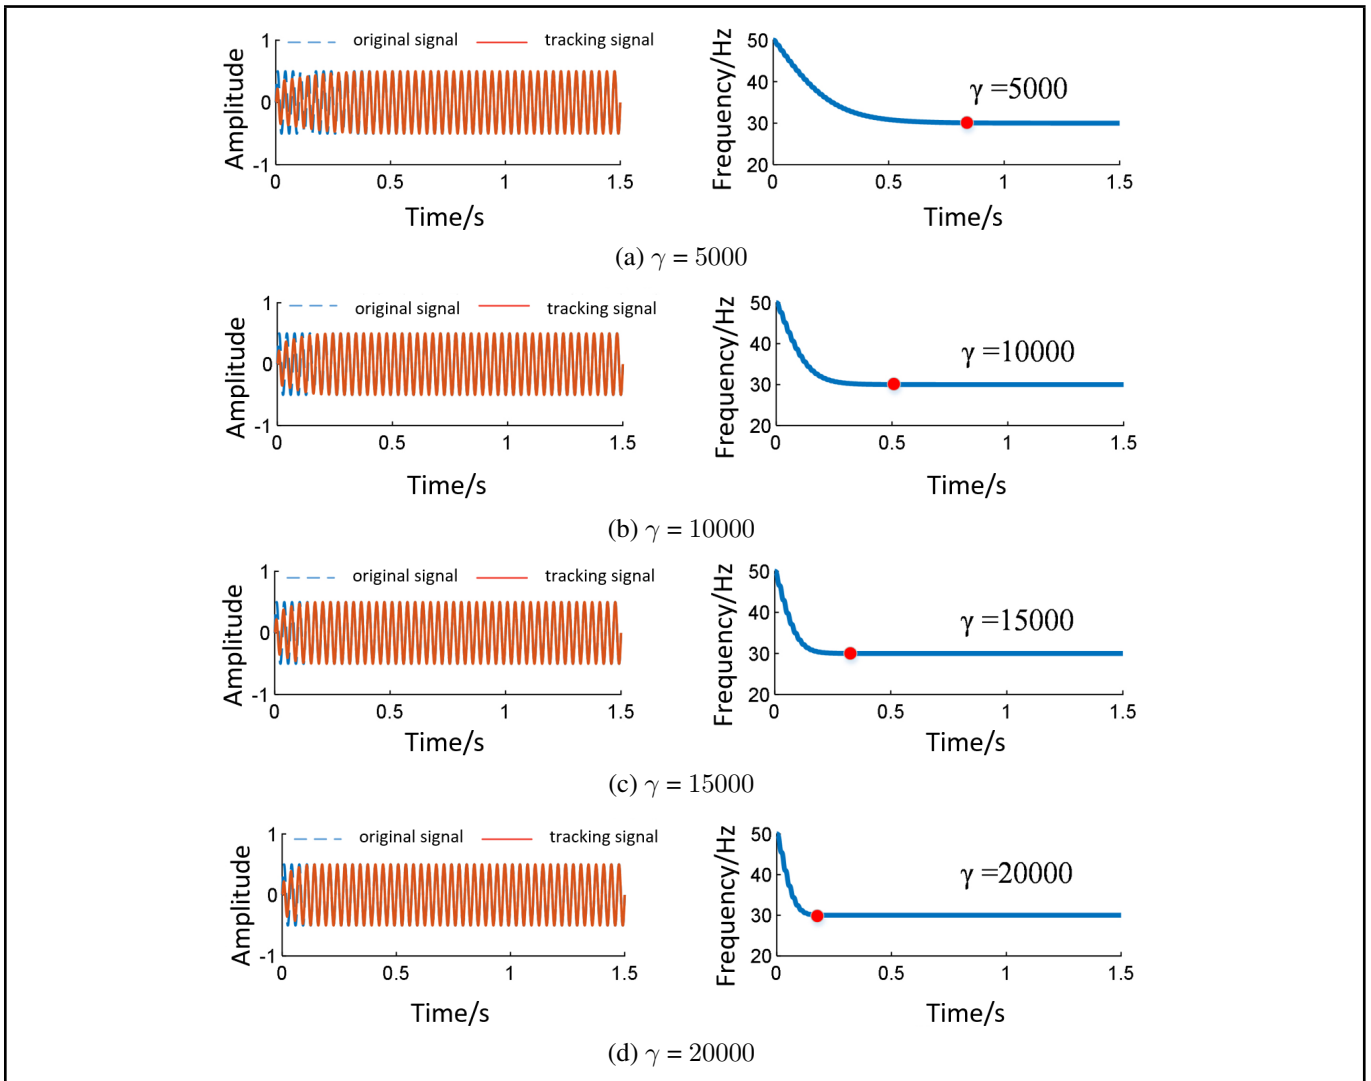 original signal tracking signal
Amplitude
1
0
-1
0 0.5 1 1.5
Time/s
Frequency/Hz
50
40
30
20
γ =5000
0 0.5 1 1.5
Time/s
(a) γ = 5000
original signal tracking signal
Amplitude
1
0
-1
0 0.5 1 1.5
Time/s
Frequency/Hz
50
40
30
20
γ =10000
0 0.5 1 1.5
Time/s
(b) γ = 10000
original signal tracking signal
Amplitude
1
0
-1
0 0.5 1 1.5
Time/s
Frequency/Hz
50
40
30
20
γ =15000
0 0.5 1 1.5
Time/s
(c) γ = 15000
original signal tracking signal
Amplitude
1
0
-1
0 0.5 1 1.5
Time/s
Frequency/Hz
50
40
30
20
γ =20000
0 0.5 1 1.5
Time/s
(d) γ = 20000